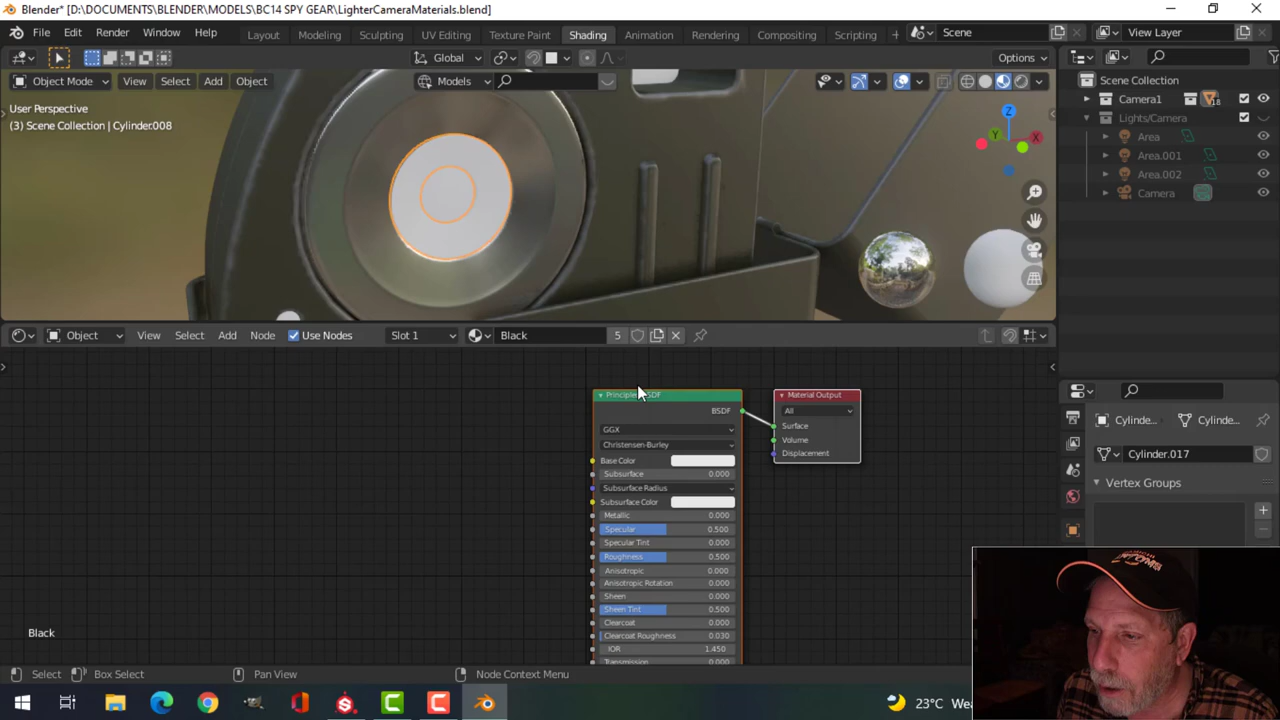 Blender* [D:\DOCUMENTS\BLENDER\MODELS\BC14 SPY GEAR\LighterCameraMaterials.blend]
File Edit Render Window Help Layout Modeling Sculpting UV Editing Texture Paint Shading Animation Rendering Compositing Scripting + Scene View Layer
Global Options
Object Mode View Select Add Object Models
User Perspective
(3) Scene Collection | Cylinder.008
Z
Y
X
Scene Collection
Camera1 18
Lights/Camera
Area
Area.001
Area.002
Camera
Object View Select Add Node Use Nodes Slot 1 Black 5
Principled BSDF
BSDF
GGX
Christensen-Burley
Base Color
Subsurface 0.000
Subsurface Radius
Subsurface Color
Metallic 0.000
Specular 0.500
Specular Tint 0.000
Roughness 0.500
Anisotropic 0.000
Anisotropic Rotation 0.000
Sheen 0.000
Sheen Tint 0.500
Clearcoat 0.000
Clearcoat Roughness 0.030
IOR 1.450
Transmission 0.000
Material Output
All
Surface
Volume
Displacement
Cylinde... Cylinde...
Cylinder.017
Vertex Groups
Black
Select Box Select Pan View Node Context Menu
23°C